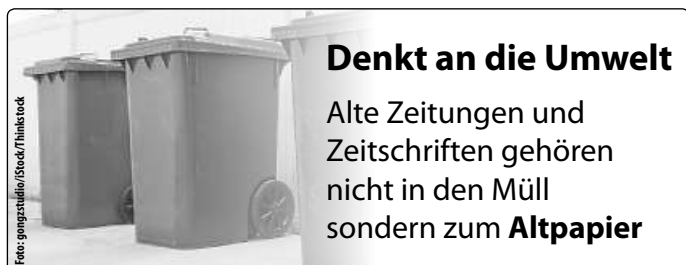 Denkt an die Umwelt
Alte Zeitungen und
Zeitschriften gehören
nicht in den Müll
sondern zum Altpapier
Foto: gongzstudio/iStock/Thinkstock